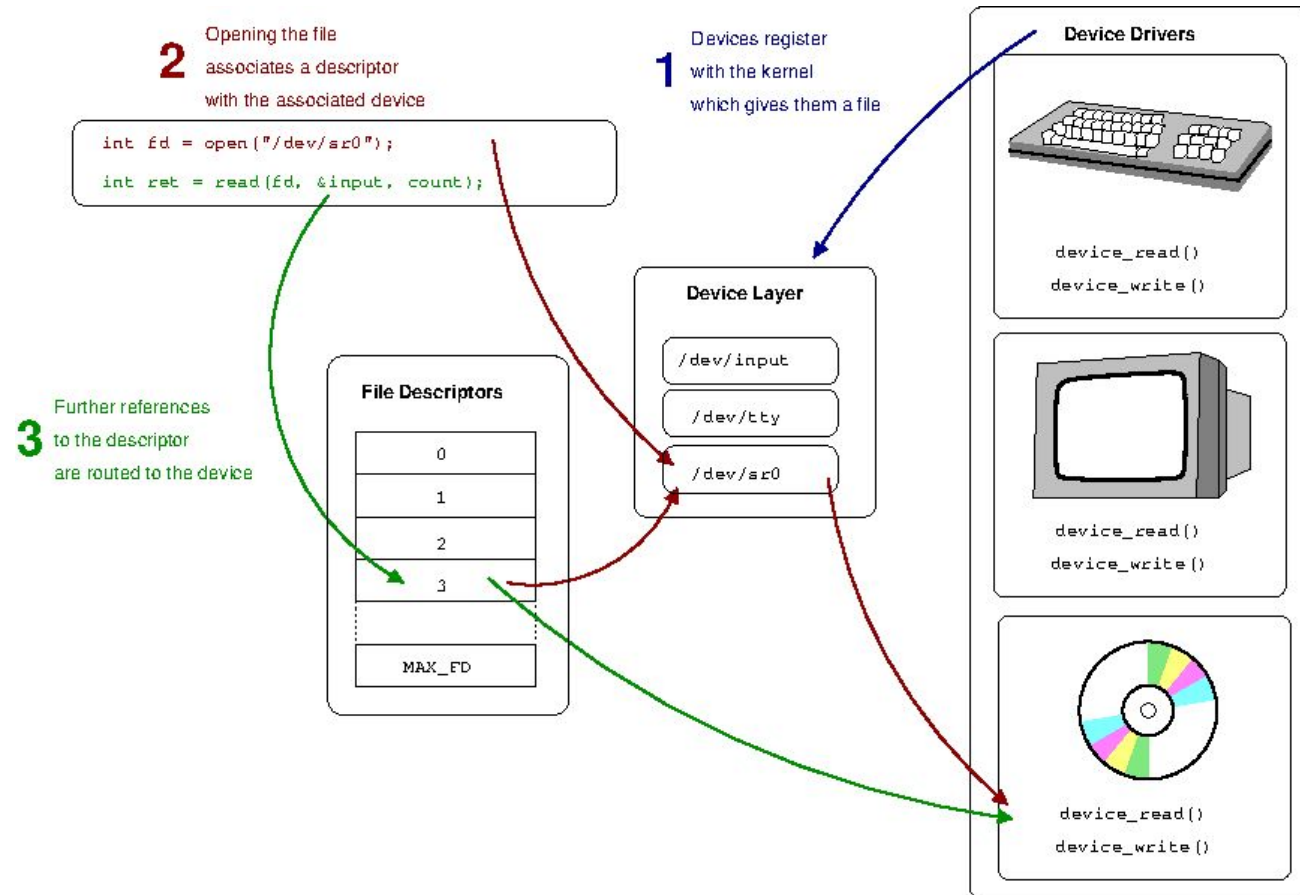 2
Opening the file
associates a descriptor
with the associated device
int fd = open("/dev/sr0");
int ret = read(fd, &input, count);
1
Devices register
with the kernel
which gives them a file
Device Drivers
device_read()
device_write()
device_read()
device_write()
device_read()
device_write()
Device Layer
/dev/input
/dev/tty
/dev/sr0
3
Further references
to the descriptor
are routed to the device
File Descriptors
0
1
2
3
MAX_FD